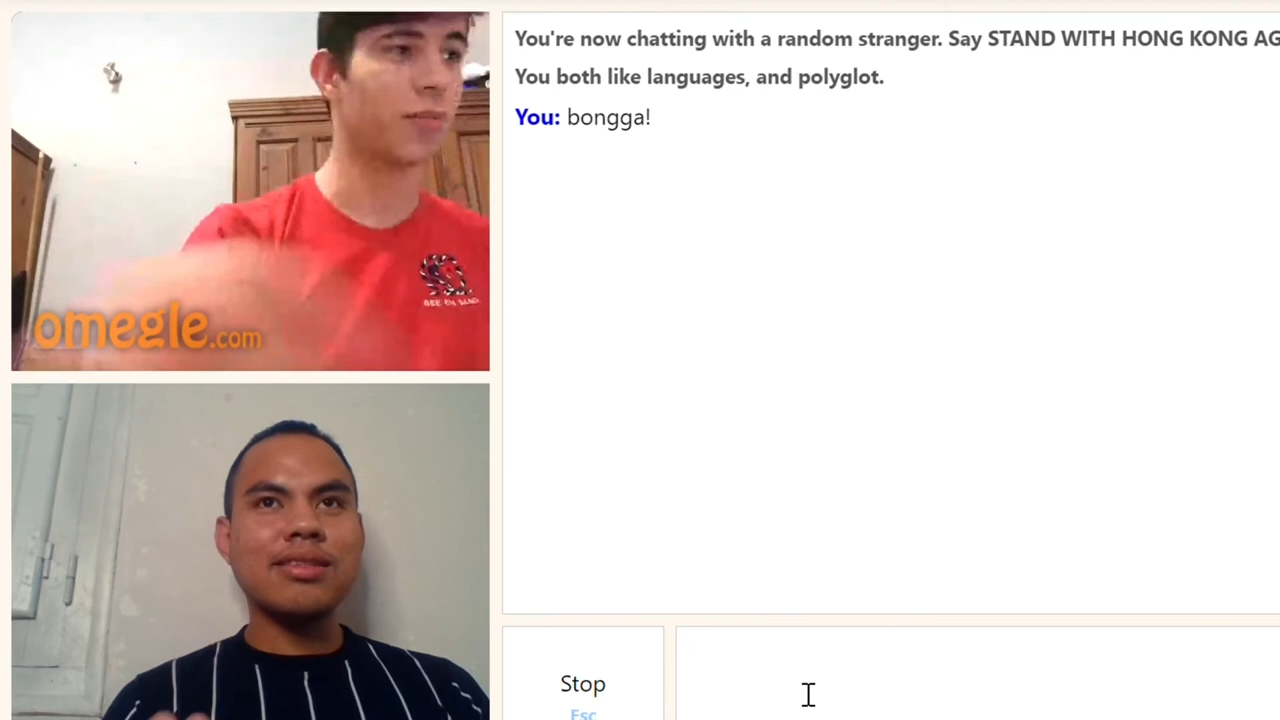 You're now chatting with a random stranger. Say STAND WITH HONG KONG AG
You both like languages, and polyglot.
You: bongga!
omegle.com
Stop
Esc